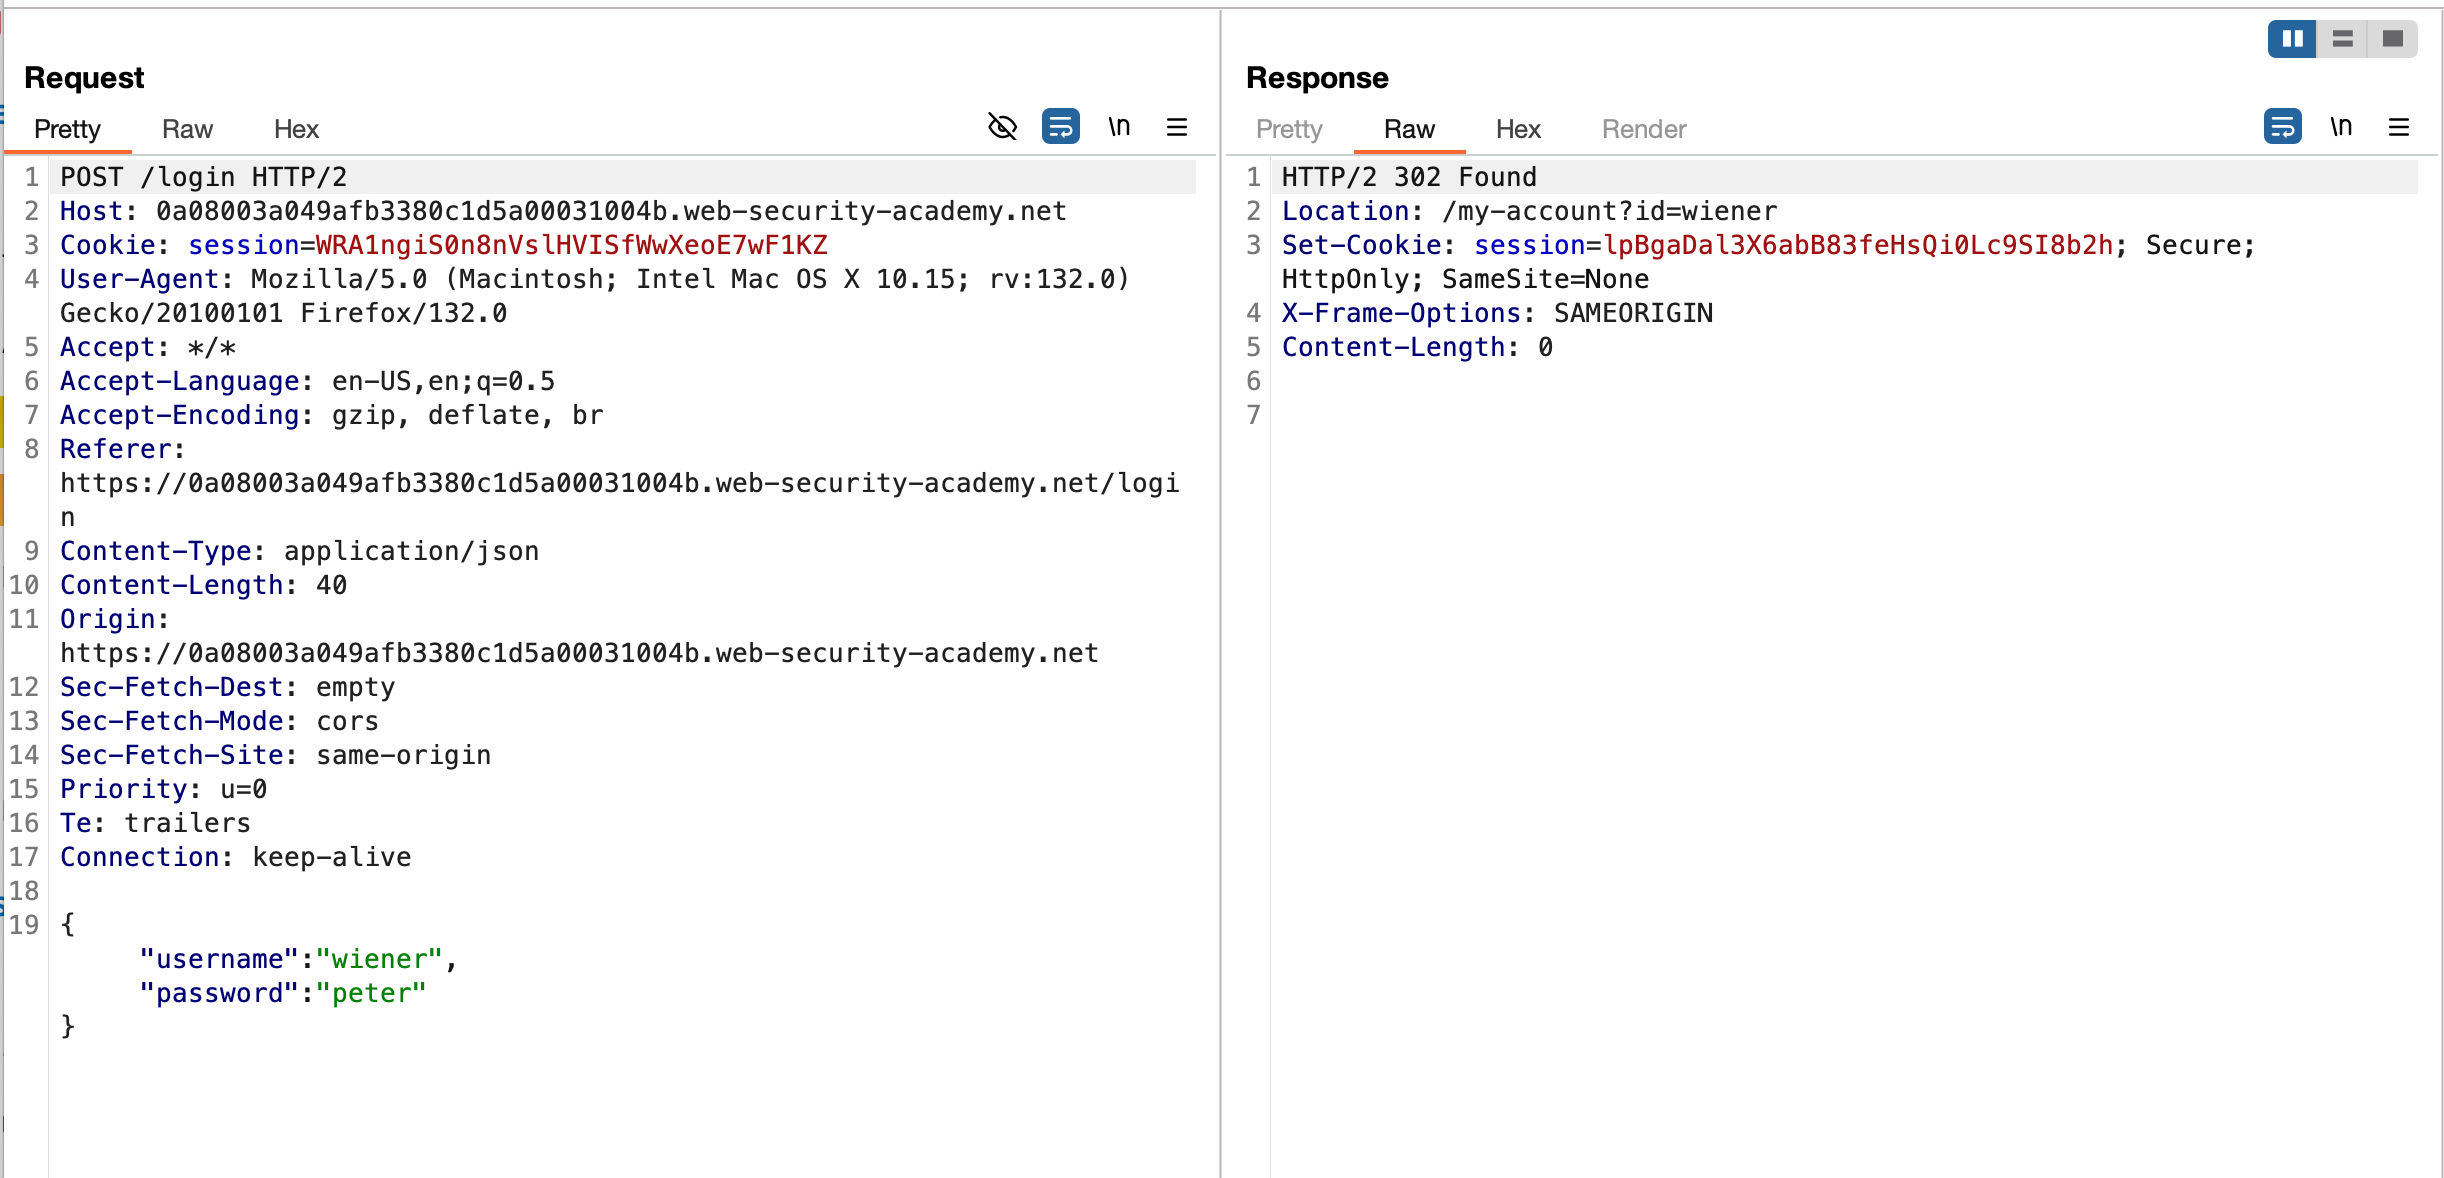 Request
Pretty Raw Hex \n
1 POST /login HTTP/2
2 Host: 0a08003a049afb3380c1d5a00031004b.web-security-academy.net
3 Cookie: session=WRA1ngiS0n8nVslHVISfWwXeoE7wF1KZ
4 User-Agent: Mozilla/5.0 (Macintosh; Intel Mac OS X 10.15; rv:132.0)
Gecko/20100101 Firefox/132.0
5 Accept: */*
6 Accept-Language: en-US,en;q=0.5
7 Accept-Encoding: gzip, deflate, br
8 Referer:
https://0a08003a049afb3380c1d5a00031004b.web-security-academy.net/logi
n
9 Content-Type: application/json
10 Content-Length: 40
11 Origin:
https://0a08003a049afb3380c1d5a00031004b.web-security-academy.net
12 Sec-Fetch-Dest: empty
13 Sec-Fetch-Mode: cors
14 Sec-Fetch-Site: same-origin
15 Priority: u=0
16 Te: trailers
17 Connection: keep-alive
18
19 {
"username":"wiener",
"password":"peter"
}
Response
Pretty Raw Hex Render \n
1 HTTP/2 302 Found
2 Location: /my-account?id=wiener
3 Set-Cookie: session=lpBgaDal3X6abB83feHsQi0Lc9SI8b2h; Secure;
HttpOnly; SameSite=None
4 X-Frame-Options: SAMEORIGIN
5 Content-Length: 0
6
7